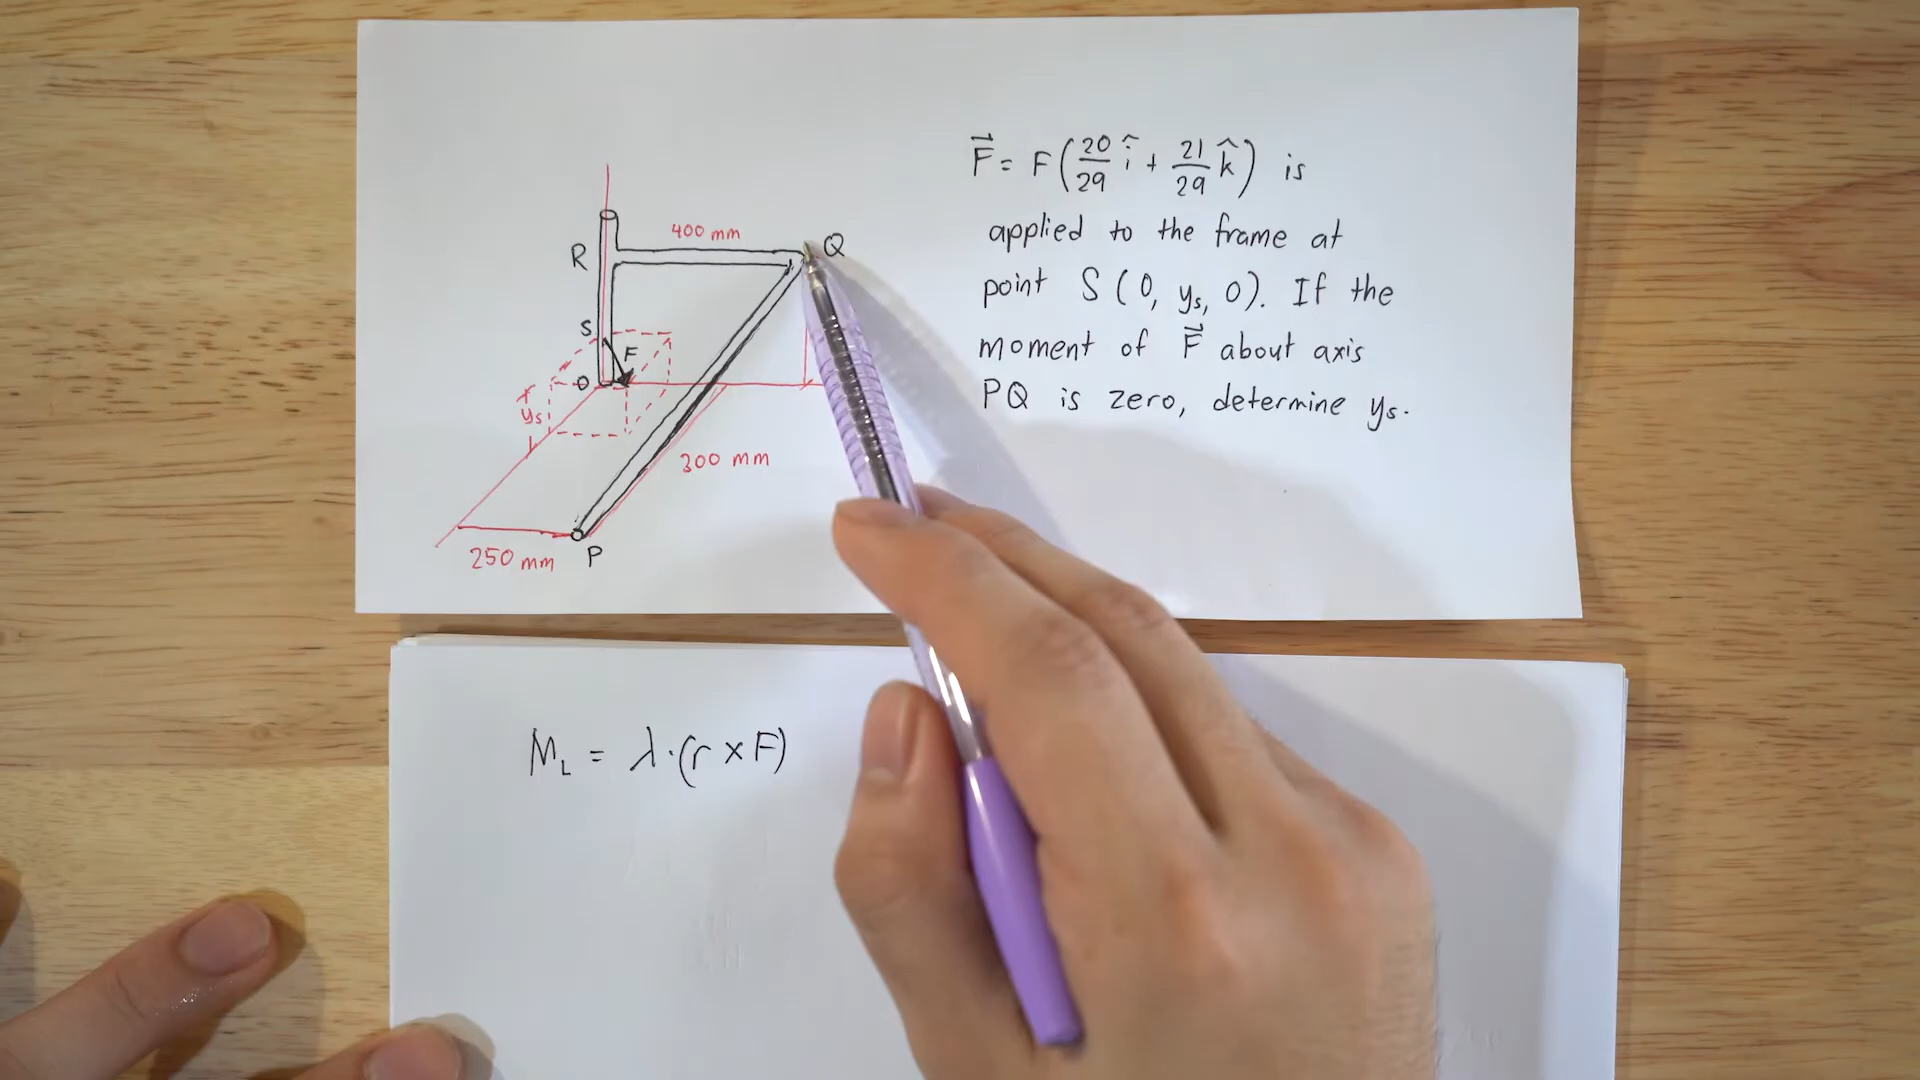 R
400 mm
Q
S
F
O
ys
300 mm
250 mm
P
F = F(20/29 î + 21/29 k̂) is
applied to the frame at
point S (0, ys, 0). If the
moment of F about axis
PQ is zero, determine ys.
M_L = λ·(r × F)